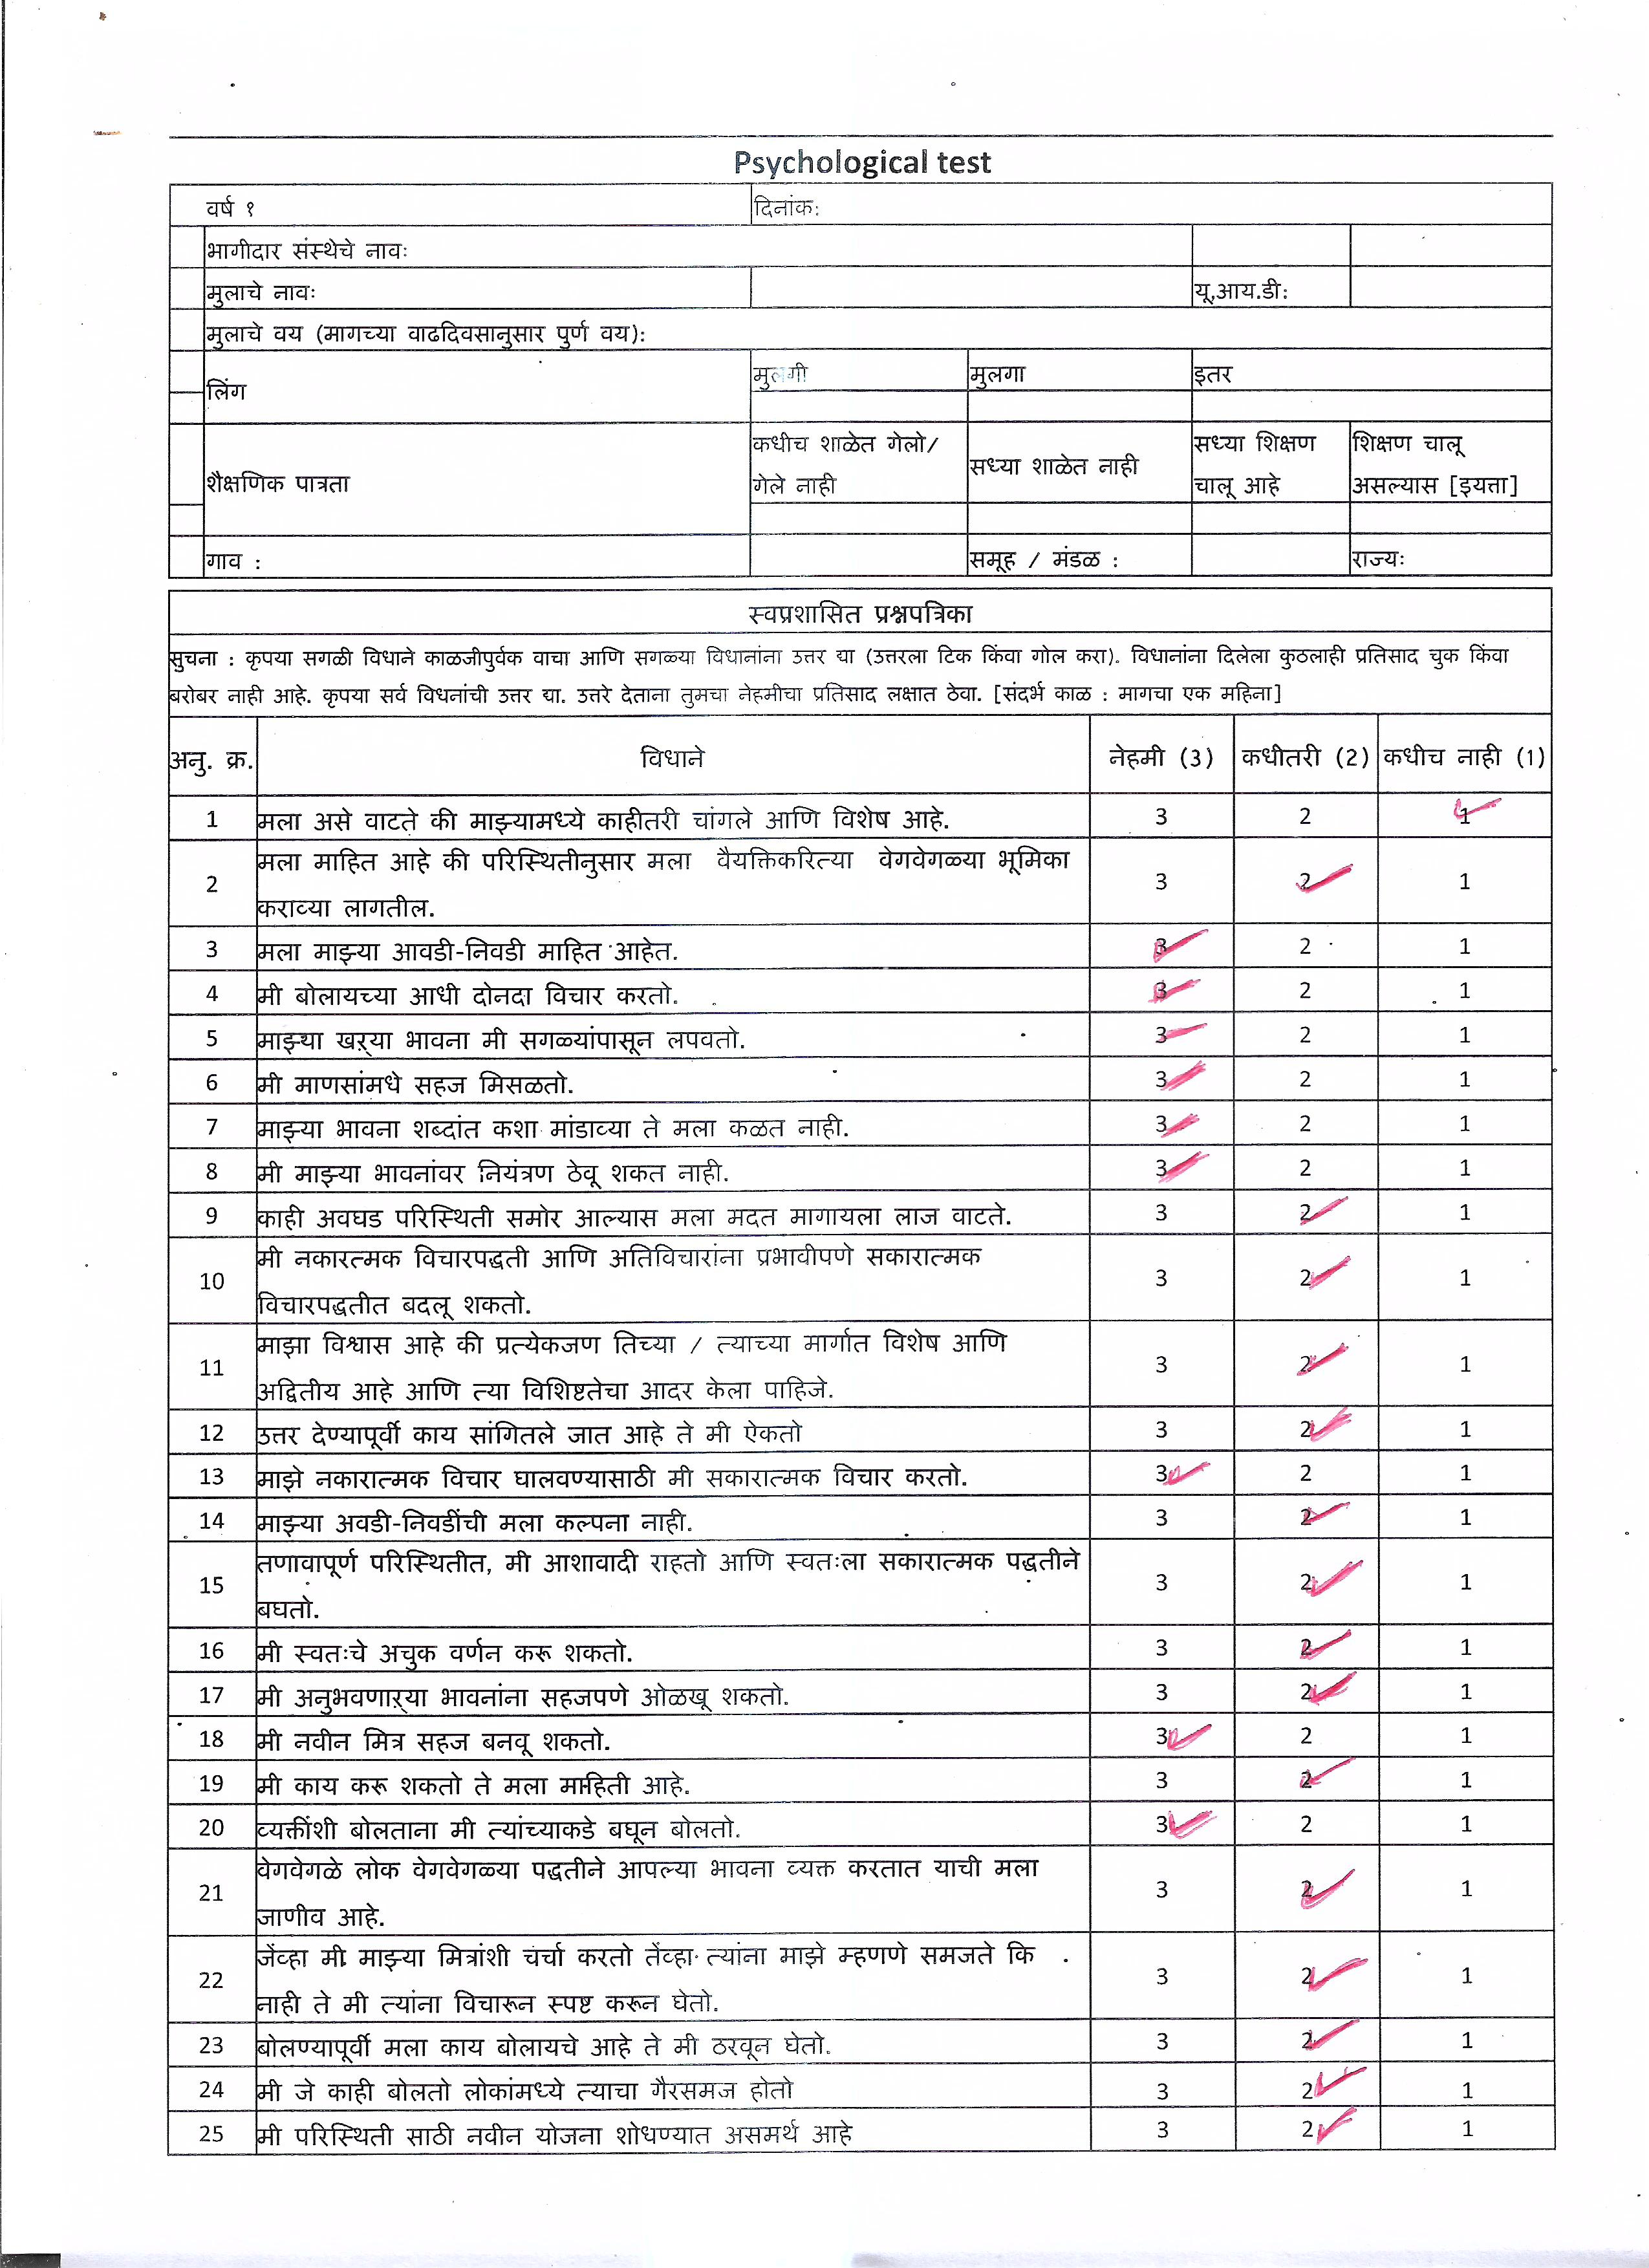 Psychological test
वर्ष १ दिनांक:
भागीदार संस्थेचे नाव:
मुलाचे नाव: यू.आय.डी:
मुलाचे वय (मागच्या वाढदिवसानुसार पुर्ण वय):
लिंग मुलगी मुलगा इतर
शैक्षणिक पात्रता कधीच शाळेत गेलो/ गेले नाही सध्या शाळेत नाही सध्या शिक्षण चालू आहे शिक्षण चालू असल्यास [इयत्ता]
गाव : समूह / मंडळ : राज्य:
स्वप्रशासित प्रश्नपत्रिका
सुचना : कृपया सगळी विधाने काळजीपुर्वक वाचा आणि सगळ्या विधानांना उत्तर द्या (उत्तरला टिक किंवा गोल करा). विधानांना दिलेला कुठलाही प्रतिसाद चुक किंवा
बरोबर नाही आहे. कृपया सर्व विधनांची उत्तर द्या. उत्तरे देताना तुमचा नेहमीचा प्रतिसाद लक्षात ठेवा. [संदर्भ काळ : मागचा एक महिना]
अनु. क्र. विधाने नेहमी (3) कधीतरी (2) कधीच नाही (1)
1 मला असे वाटते की माझ्यामध्ये काहीतरी चांगले आणि विशेष आहे. 3 2 1
2 मला माहित आहे की परिस्थितीनुसार मला वैयक्तिकरित्या वेगवेगळ्या भूमिका
कराव्या लागतील. 3 2 1
3 मला माझ्या आवडी-निवडी माहित आहेत. 3 2 1
4 मी बोलायच्या आधी दोनदा विचार करतो. 3 2 1
5 माझ्या खऱ्या भावना मी सगळ्यांपासून लपवतो. 3 2 1
6 मी माणसांमधे सहज मिसळतो. 3 2 1
7 माझ्या भावना शब्दांत कशा मांडाव्या ते मला कळत नाही. 3 2 1
8 मी माझ्या भावनांवर नियंत्रण ठेवू शकत नाही. 3 2 1
9 काही अवघड परिस्थिती समोर आल्यास मला मदत मागायला लाज वाटते. 3 2 1
10 मी नकारत्मक विचारपद्धती आणि अतिविचारांना प्रभावीपणे सकारात्मक
विचारपद्धतीत बदलू शकतो. 3 2 1
11 माझा विश्वास आहे की प्रत्येकजण तिच्या / त्याच्या मार्गात विशेष आणि
अद्वितीय आहे आणि त्या विशिष्टतेचा आदर केला पाहिजे. 3 2 1
12 उत्तर देण्यापूर्वी काय सांगितले जात आहे ते मी ऐकतो 3 2 1
13 माझे नकारात्मक विचार घालवण्यासाठी मी सकारात्मक विचार करतो. 3 2 1
14 माझ्या अवडी-निवडींची मला कल्पना नाही. 3 2 1
15 तणावापूर्ण परिस्थितीत, मी आशावादी राहतो आणि स्वतःला सकारात्मक पद्धतीने
बघतो. 3 2 1
16 मी स्वतःचे अचुक वर्णन करू शकतो. 3 2 1
17 मी अनुभवणाऱ्या भावनांना सहजपणे ओळखू शकतो. 3 2 1
18 मी नवीन मित्र सहज बनवू शकतो. 3 2 1
19 मी काय करू शकतो ते मला माहिती आहे. 3 2 1
20 व्यक्तींशी बोलताना मी त्यांच्याकडे बघून बोलतो. 3 2 1
21 वेगवेगळे लोक वेगवेगळ्या पद्धतीने आपल्या भावना व्यक्त करतात याची मला
जाणीव आहे. 3 2 1
22 जेंव्हा मी माझ्या मित्रांशी चर्चा करतो तेंव्हा त्यांना माझे म्हणणे समजते कि
नाही ते मी त्यांना विचारून स्पष्ट करून घेतो. 3 2 1
23 बोलण्यापूर्वी मला काय बोलायचे आहे ते मी ठरवून घेतो. 3 2 1
24 मी जे काही बोलतो लोकांमध्ये त्याचा गैरसमज होतो 3 2 1
25 मी परिस्थिती साठी नवीन योजना शोधण्यात असमर्थ आहे 3 2 1